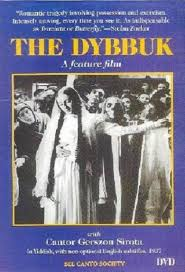 "Romantic tragedy involving possession and exorcism.
Intensely moving, every time you see it. As indispensable
as Traviata or Butterfly."—Stefan Zucker
THE DYBBUK
A feature film
with
Cantor Gerszon Sirota
in Yiddish, with new optional English subtitles, 1937
BEL CANTO SOCIETY
DVD